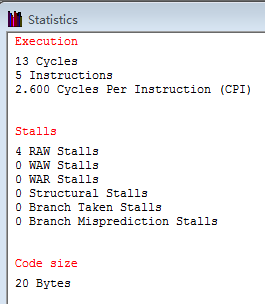 Statistics
Execution
13 Cycles
5 Instructions
2.600 Cycles Per Instruction (CPI)
Stalls
4 RAW Stalls
0 WAW Stalls
0 WAR Stalls
0 Structural Stalls
0 Branch Taken Stalls
0 Branch Misprediction Stalls
Code size
20 Bytes